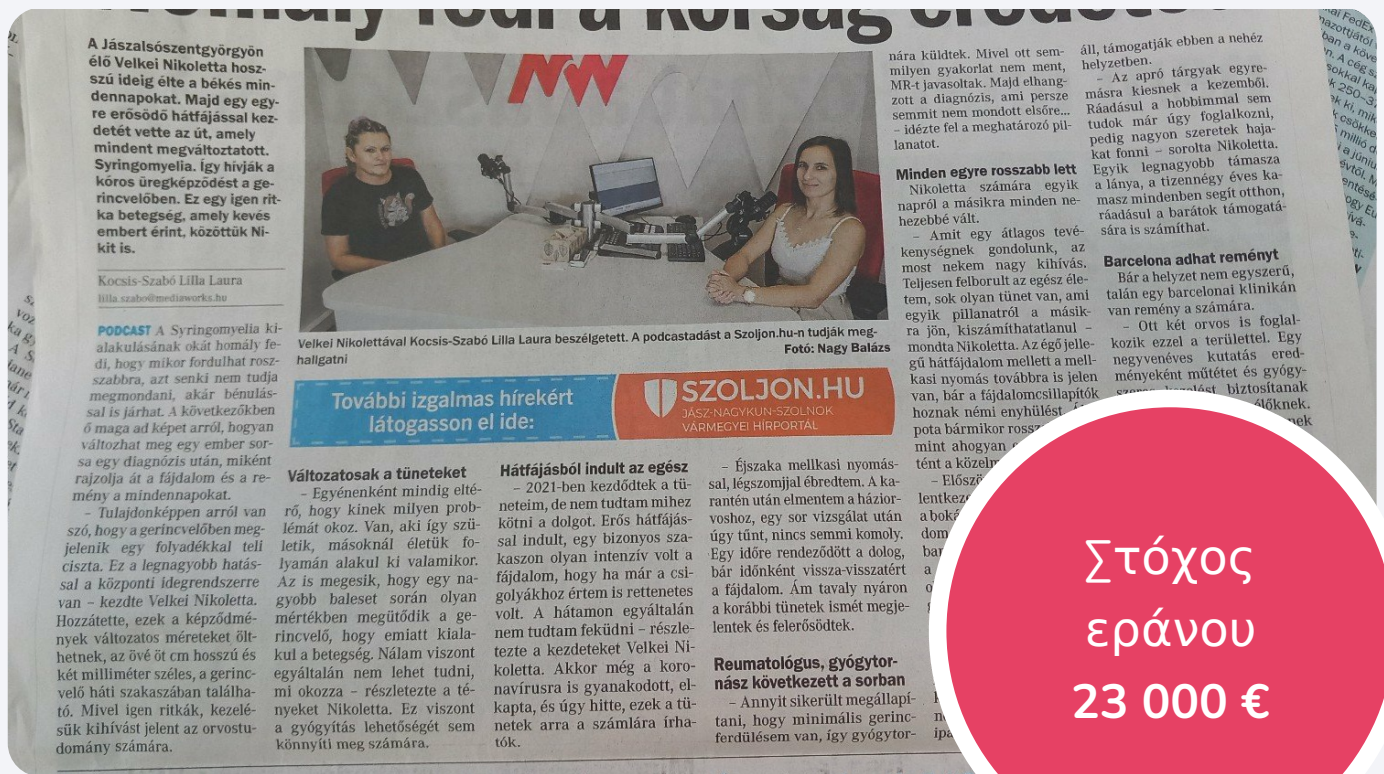 a kórság
A Jászalsószentgyörgyön
élő Velkei Nikoletta hosz-
szú ideig élte a békés min-
dennapokat. Majd egy egy-
re erősödő hátfájással kez-
detét vette az út, amely
mindent megváltoztatott.
Syringomyelia. Így hívják a
kóros üregképződést a ge-
rincvelőben. Ez egy igen rit-
ka betegség, amely kevés
embert érint, közöttük Ni-
kit is.
Kocsis-Szabó Lilla Laura
lilla.szabo@mediaworks.hu
PODCAST A Syringomyelia ki-
alakulásának okát homály fe-
di, hogy mikor fordulhat rosz-
szabbra, azt senki nem tudja
megmondani, akár bénulás-
sal is járhat. A következőkben
ő maga ad képet arról, hogyan
változhat meg egy ember sor-
sa egy diagnózis után, miként
rajzolja át a fájdalom és a re-
mény a mindennapokat.
– Tulajdonképpen arról van
szó, hogy a gerincvelőben meg-
jelenik egy folyadékkal teli
ciszta. Ez a legnagyobb hatás-
sal a központi idegrendszerre
van – kezdte Velkei Nikoletta.
Hozzátette, ezek a képződmé-
nyek változatos méreteket ölt-
hetnek, az övé öt cm hosszú és
két milliméter széles, a gerinc-
velő háti szakaszában találha-
tó. Mivel igen ritkák, kezelé-
sük kihívást jelent az orvostu-
domány számára.
MW
Velkei Nikolettával Kocsis-Szabó Lilla Laura beszélgetett. A podcastadást a Szoljon.hu-n tudják meg-
hallgatni
Fotó: Nagy Balázs
További izgalmas hírekért
látogasson el ide:
SZOLJON.HU
JÁSZ-NAGYKUN-SZOLNOK
VÁRMEGYEI HÍRPORTÁL
Változatosak a tüneteket
– Egyénenként mindig elté-
rő, hogy kinek milyen prob-
lémát okoz. Van, aki így szü-
letik, másoknál életük fo-
lyamán alakul ki valamikor.
Az is megesik, hogy egy na-
gyobb baleset során olyan
mértékben megütődik a ge-
rincvelő, hogy emiatt kiala-
kul a betegség. Nálam viszont
egyáltalán nem lehet tudni,
mi okozza – részletezte a té-
nyeket Nikoletta. Ez viszont
a gyógyítás lehetőségét sem
könnyíti meg számára.
Hátfájásból indult az egész
– 2021-ben kezdődtek a tü-
neteim, de nem tudtam mihez
kötni a dolgot. Erős hátfájás-
sal indult, egy bizonyos sza-
kaszon olyan intenzív volt a
fájdalom, hogy ha már a csi-
golyákhoz értem is rettenetes
volt. A hátamon egyáltalán
nem tudtam feküdni – részle-
tezte a kezdeteket Velkei Ni-
koletta. Akkor még a koro-
navírusra is gyanakodott, el-
kapta, és úgy hitte, ezek a tü-
netek arra a számlára írha-
tók.
– Éjszaka mellkasi nyomás-
sal, légszomjjal ébredtem. A ka-
rantén után elmentem a házior-
voshoz, egy sor vizsgálat után
úgy tűnt, nincs semmi komoly.
Egy időre rendeződött a dolog,
bár időnként vissza-visszatért
a fájdalom. Ám tavaly nyáron
a korábbi tünetek ismét megje-
lentek és felerősödtek.
Reumatológus, gyógytor-
nász következett a sorban
– Annyit sikerült megállapí-
tani, hogy minimális gerinc-
ferdülésem van, így gyógytor-
nára küldtek. Mivel ott sem-
milyen gyakorlat nem ment,
MR-t javasoltak. Majd elhang-
zott a diagnózis, ami persze
semmit nem mondott elsőre...
– idézte fel a meghatározó pil-
lanatot.
Minden egyre rosszabb lett
Nikoletta számára egyik
napról a másikra minden ne-
hezebbé vált.
– Amit egy átlagos tevé-
kenységnek gondolunk, az
most nekem nagy kihívás.
Teljesen felborult az egész éle-
tem, sok olyan tünet van, ami
egyik pillanatról a másik-
ra jön, kiszámíthatatlanul –
mondta Nikoletta. Az égő jelle-
gű hátfájdalom mellett a mell-
kasi nyomás továbbra is jelen
van, bár a fájdalomcsillapítók
hoznak némi enyhülést
pota bármikor
mint ahogyan
tént a
– Előszö
a boká
áll, támogatják ebben a nehéz
helyzetben.
– Az apró tárgyak egyre-
másra kiesnek a kezemből.
Ráadásul a hobbimmal sem
tudok már úgy foglalkozni,
pedig nagyon szeretek haja-
kat fonni – sorolta Nikoletta.
Egyik legnagyobb támasza
a lánya, a tizennégy éves ka-
masz mindenben segít otthon,
ráadásul a barátok támogatá-
sára is számíthat.
Barcelona adhat reményt
Bár a helyzet nem egyszerű,
talán egy barcelonai klinikán
van remény a számára.
– Ott két orvos is foglal-
kozik ezzel a területtel. Egy
negyvenéves kutatás ered-
ményeként műtétet és gyógy-
biztosítanak
Στόχος
εράνου
23 000 €